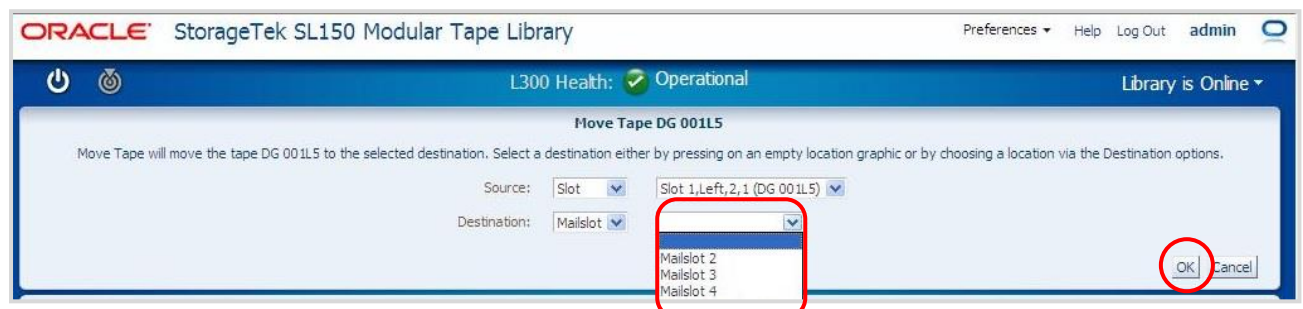 ORACLE StorageTek SL150 Modular Tape Library Preferences Help Log Out admin
L300 Health: Operational Library is Online
Move Tape DG 001L5
Move Tape will move the tape DG 001L5 to the selected destination. Select a destination either by pressing on an empty location graphic or by choosing a location via the Destination options.
Source: Slot Slot 1,Left,2,1 (DG 001L5)
Destination: Mailslot
Mailslot 2
Mailslot 3
Mailslot 4
OK Cancel